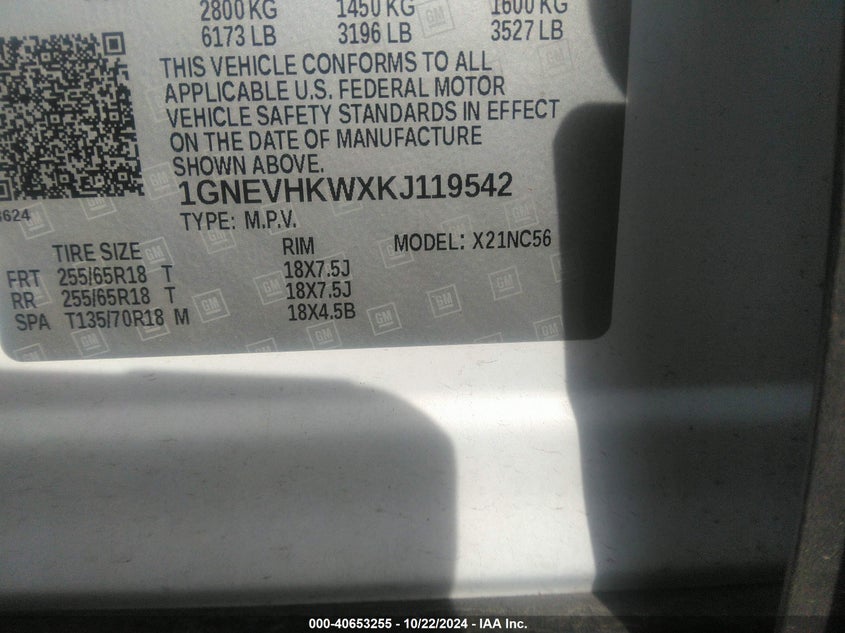 2800 KG 1450 KG 1600 KG
6173 LB 3196 LB 3527 LB
THIS VEHICLE CONFORMS TO ALL
APPLICABLE U.S. FEDERAL MOTOR
VEHICLE SAFETY STANDARDS IN EFFECT
ON THE DATE OF MANUFACTURE
SHOWN ABOVE.
1GNEVHKWXKJ119542
TYPE: M.P.V.
TIRE SIZE RIM MODEL: X21NC56
FRT 255/65R18 T 18X7.5J
RR 255/65R18 T 18X7.5J
SPA T135/70R18 M 18X4.5B
GM
000-40653255 - 10/22/2024 - IAA Inc.